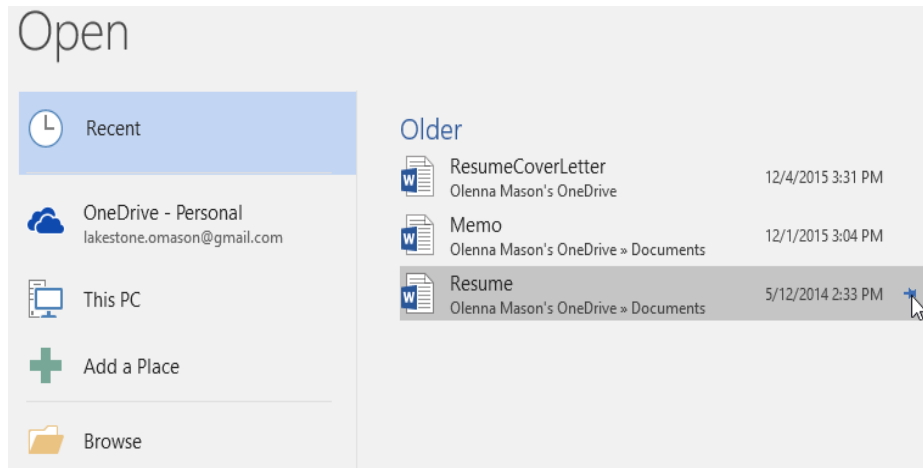 Open
Recent
OneDrive - Personal
lakestone.omason@gmail.com
This PC
Add a Place
Browse
Older
ResumeCoverLetter
Olenna Mason's OneDrive
12/4/2015 3:31 PM
Memo
Olenna Mason's OneDrive » Documents
12/1/2015 3:04 PM
Resume
Olenna Mason's OneDrive » Documents
5/12/2014 2:33 PM